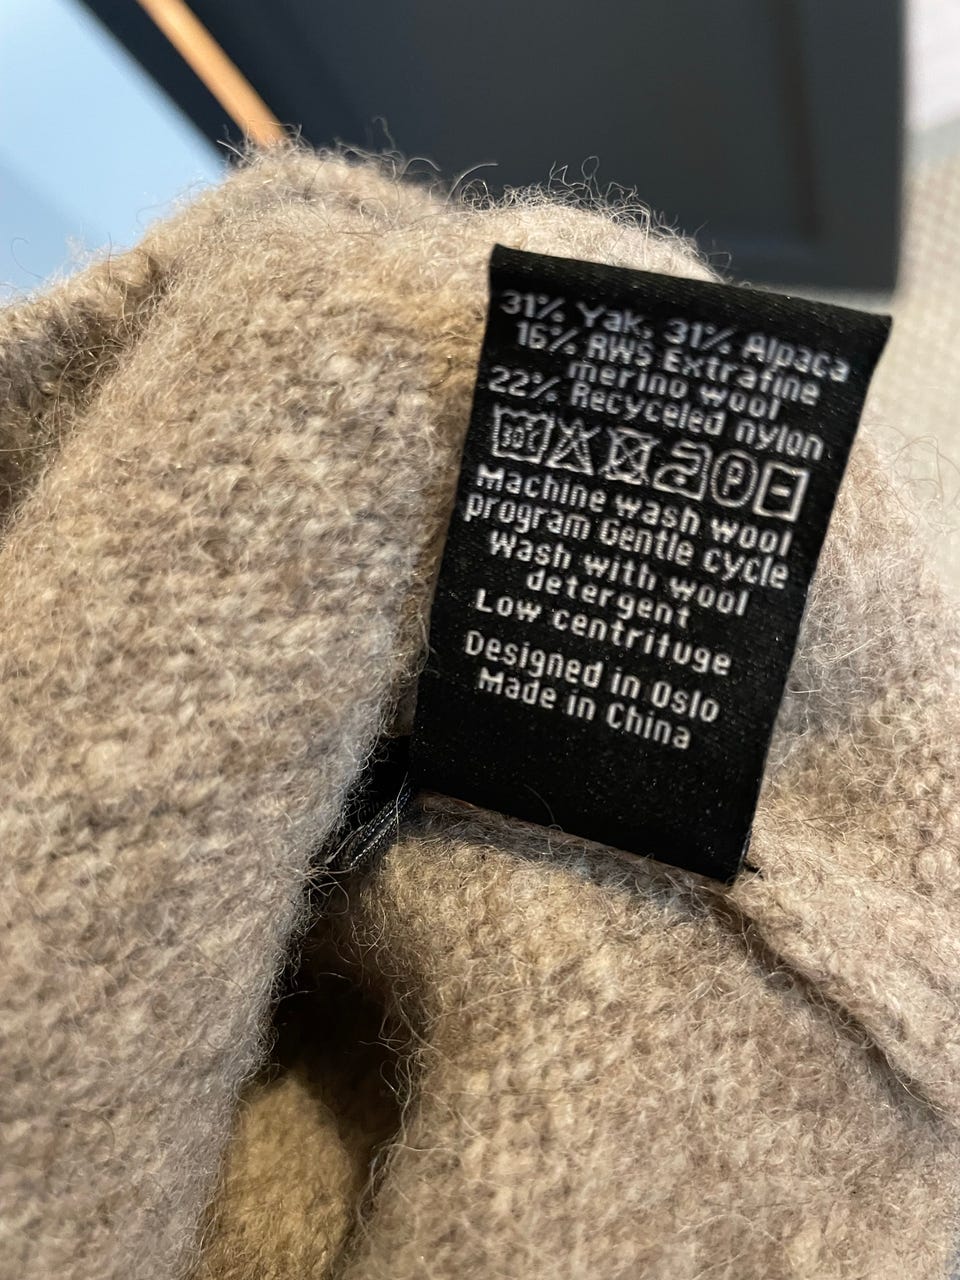 31% Yak, 31% Alpaca
16% RWS Extrafine
merino wool
22% Recyceled nylon
30°C P
Machine wash wool
program Gentle cycle
Wash with wool
detergent
Low centrifuge
Designed in Oslo
Made in China